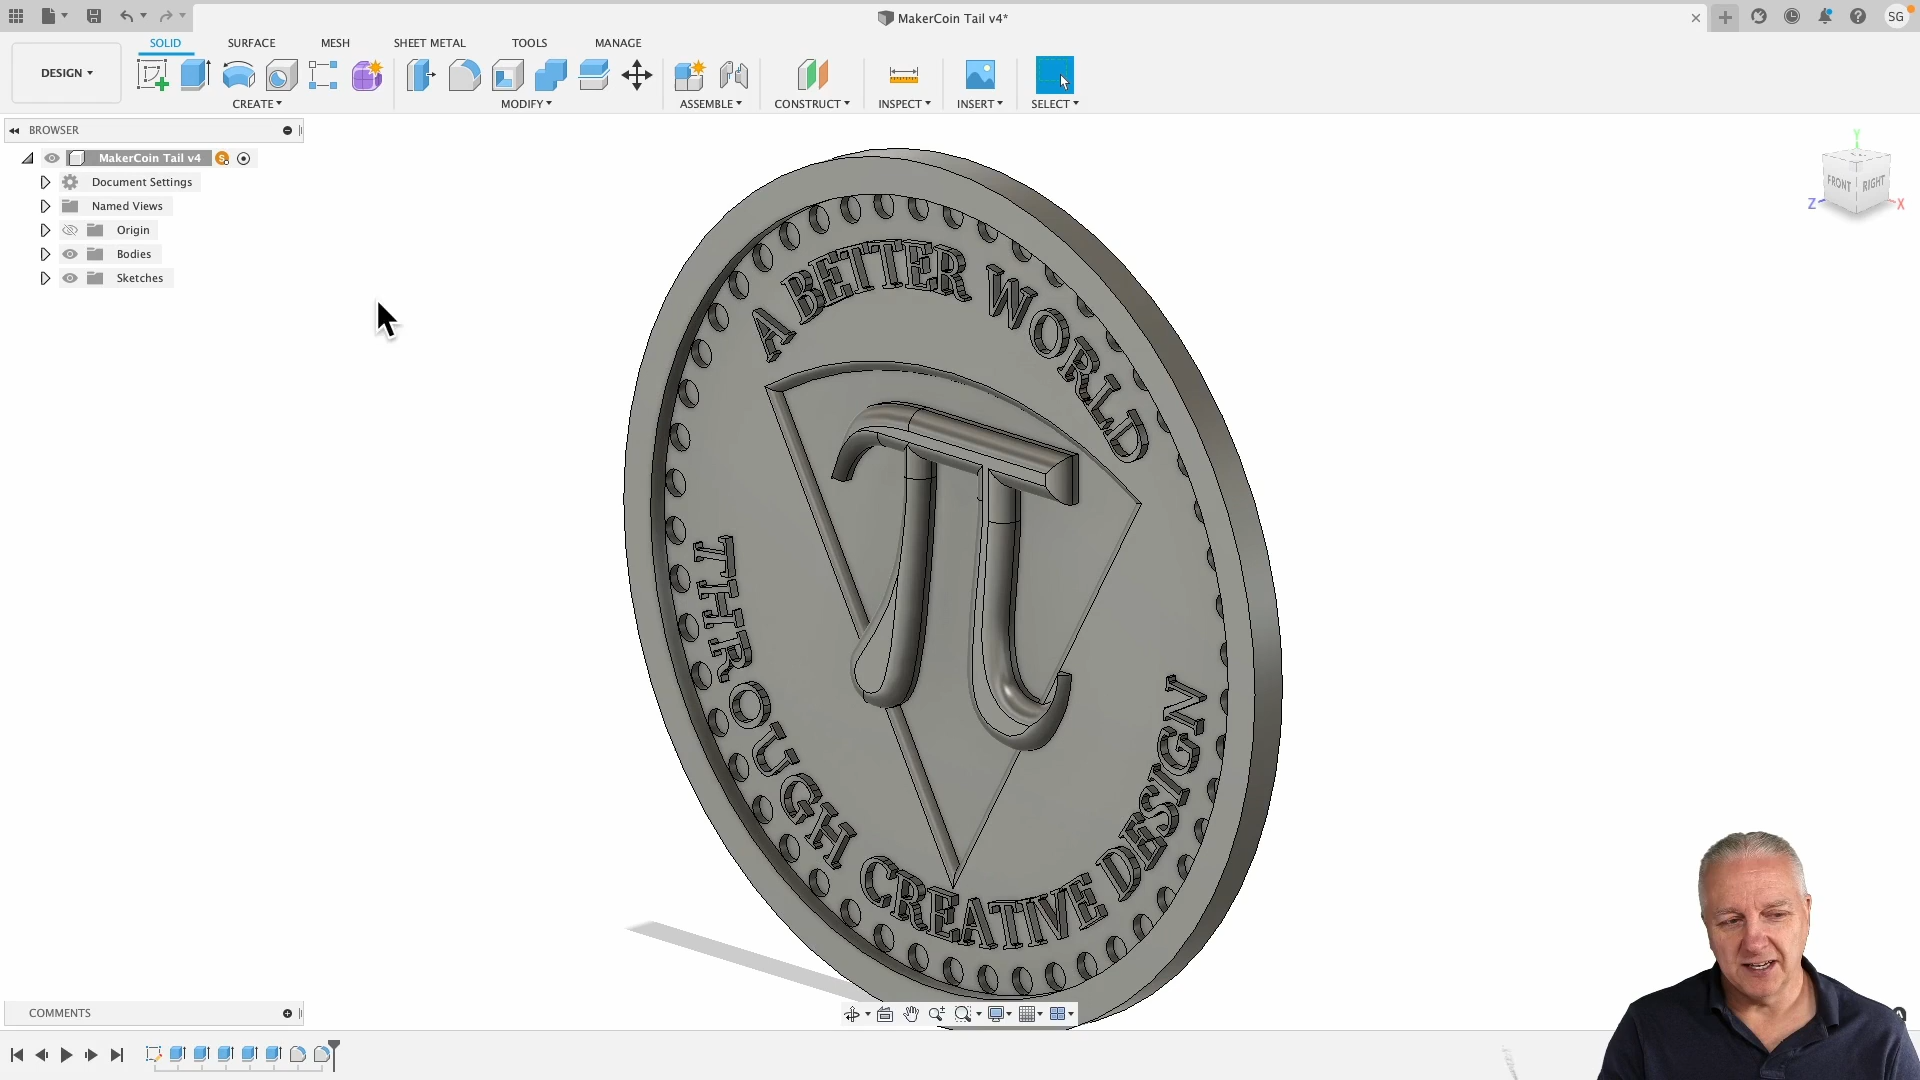 MakerCoin Tail v4*
SG
DESIGN
SOLID
SURFACE
MESH
SHEET METAL
TOOLS
MANAGE
CREATE
MODIFY
ASSEMBLE
CONSTRUCT
INSPECT
INSERT
SELECT
BROWSER
MakerCoin Tail v4
S
Document Settings
Named Views
Origin
Bodies
Sketches
Y
FRONT
RIGHT
Z
X
A BETTER WORLD
π
THROUGH CREATIVE DESIGN
COMMENTS